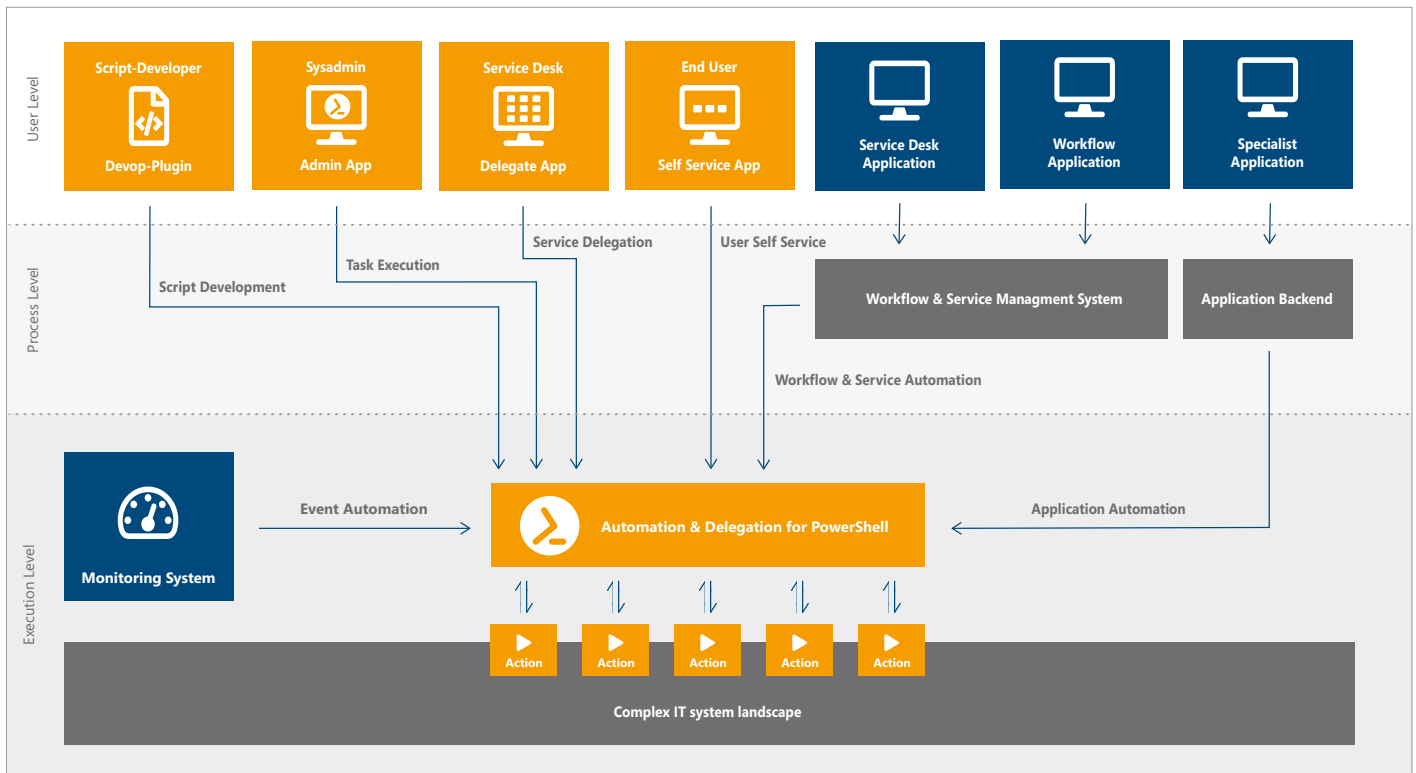 User Level
Script-Developer
Devop-Plugin
Sysadmin
Admin App
Service Desk
Delegate App
End User
Self Service App
Service Desk
Application
Workflow
Application
Specialist
Application
Process Level
Service Delegation
User Self Service
Task Execution
Script Development
Workflow & Service Managment System
Application Backend
Workflow & Service Automation
Execution Level
Monitoring System
Event Automation
Automation & Delegation for PowerShell
Application Automation
Action
Action
Action
Action
Action
Complex IT system landscape